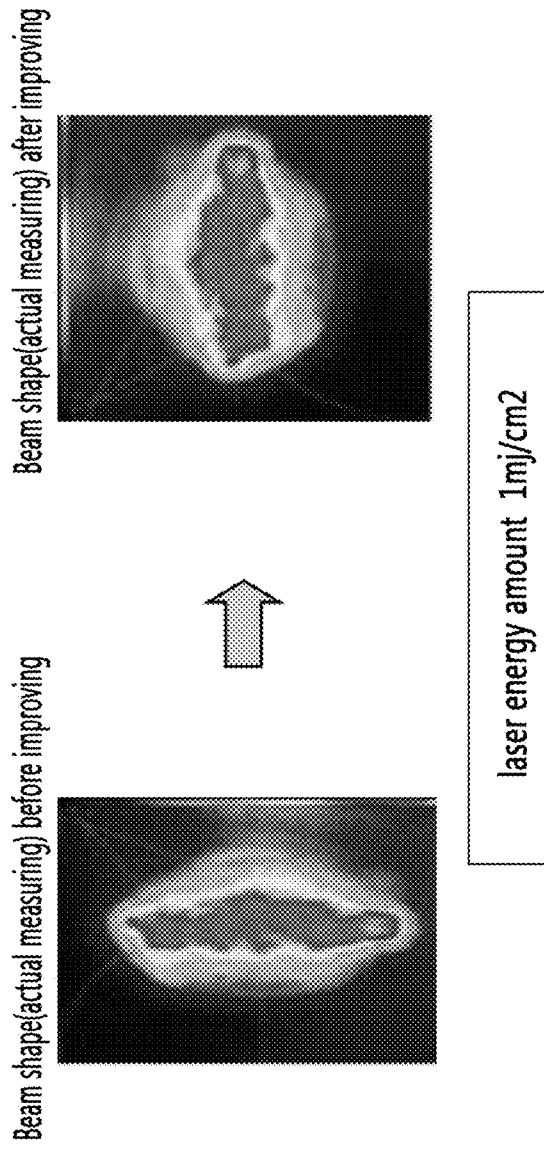 Beam shape(actual measuring) before improving
Beam shape(actual measuring) after improving
laser energy amount 1mj/cm2